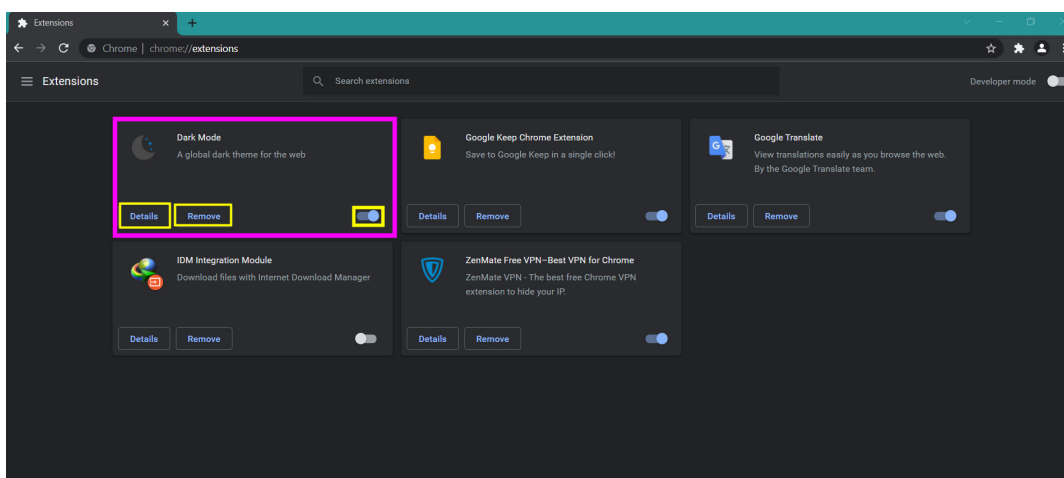 Extensions
Chrome | chrome://extensions
Extensions
Search extensions
Developer mode
Dark Mode
A global dark theme for the web
Details
Remove
Google Keep Chrome Extension
Save to Google Keep in a single click!
Details
Remove
Google Translate
View translations easily as you browse the web.
By the Google Translate team.
Details
Remove
IDM Integration Module
Download files with Internet Download Manager
Details
Remove
ZenMate Free VPN–Best VPN for Chrome
ZenMate VPN - The best free Chrome VPN
extension to hide your IP.
Details
Remove